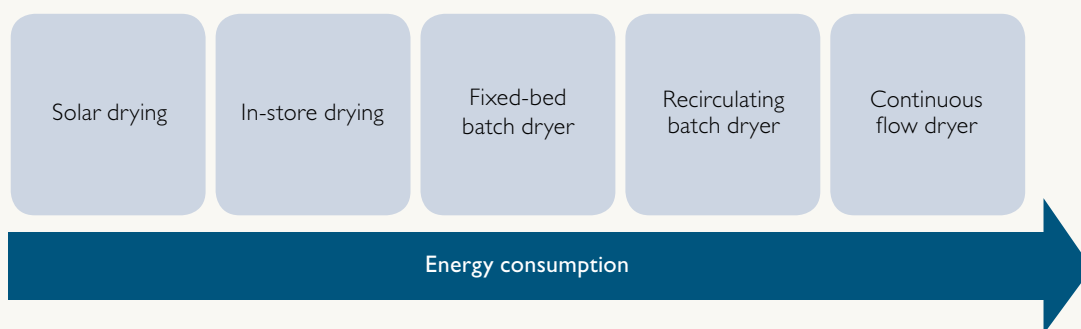 Solar drying
In-store drying
Fixed-bed
batch dryer
Recirculating
batch dryer
Continuous
flow dryer
Energy consumption